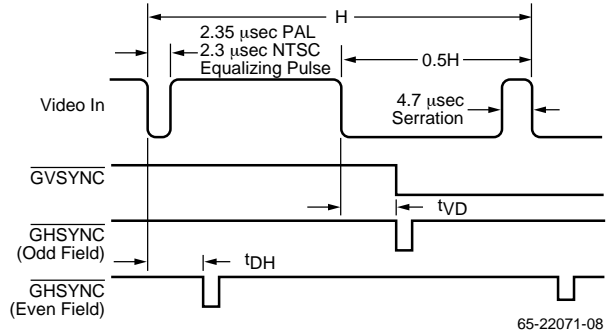 H
2.35 μsec PAL
2.3 μsec NTSC
Equalizing Pulse
0.5H
Video In
4.7 μsec
Serration
GVSYNC
tVD
GHSYNC
(Odd Field)
tDH
GHSYNC
(Even Field)
65-22071-08